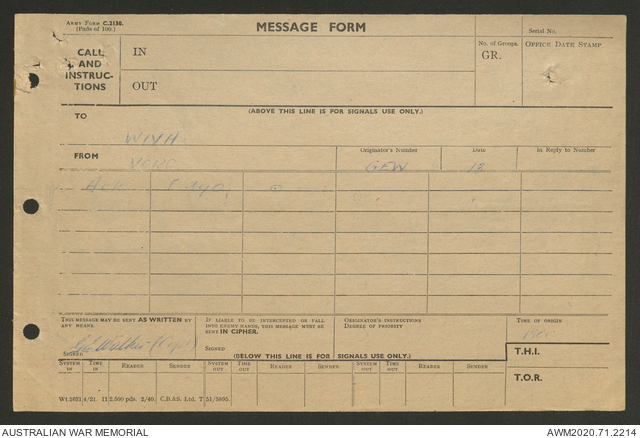 ARMY FORM C.2136.
(Pads of 100.)
MESSAGE FORM
Serial No.
CALL AND INSTRUC-TIONS
IN
OUT
No. of Groups.
GR.
OFFICE DATE STAMP
(ABOVE THIS LINE IS FOR SIGNALS USE ONLY.)
TO
FROM
Originator's Number
Date
In Reply to Number
GEW
12
THIS MESSAGE MAY BE SENT AS WRITTEN BY ANY MEANS.
IF LIABLE TO BE INTERCEPTED OR FALL INTO ENEMY HANDS, THIS MESSAGE MUST BE SENT IN CIPHER.
ORIGINATOR'S INSTRUCTIONS
DEGREE OF PRIORITY
TIME OF ORIGIN
SIGNED
SIGNED
(BELOW THIS LINE IS FOR SIGNALS USE ONLY.)
T.H.I.
SYSTEM IN
TIME IN
READER
SENDER
SYSTEM OUT
TIME OUT
READER
SENDER
SYSTEM OUT
TIME OUT
READER
SENDER
T.O.R.
AUSTRALIAN WAR MEMORIAL
AWM2020.71.2214